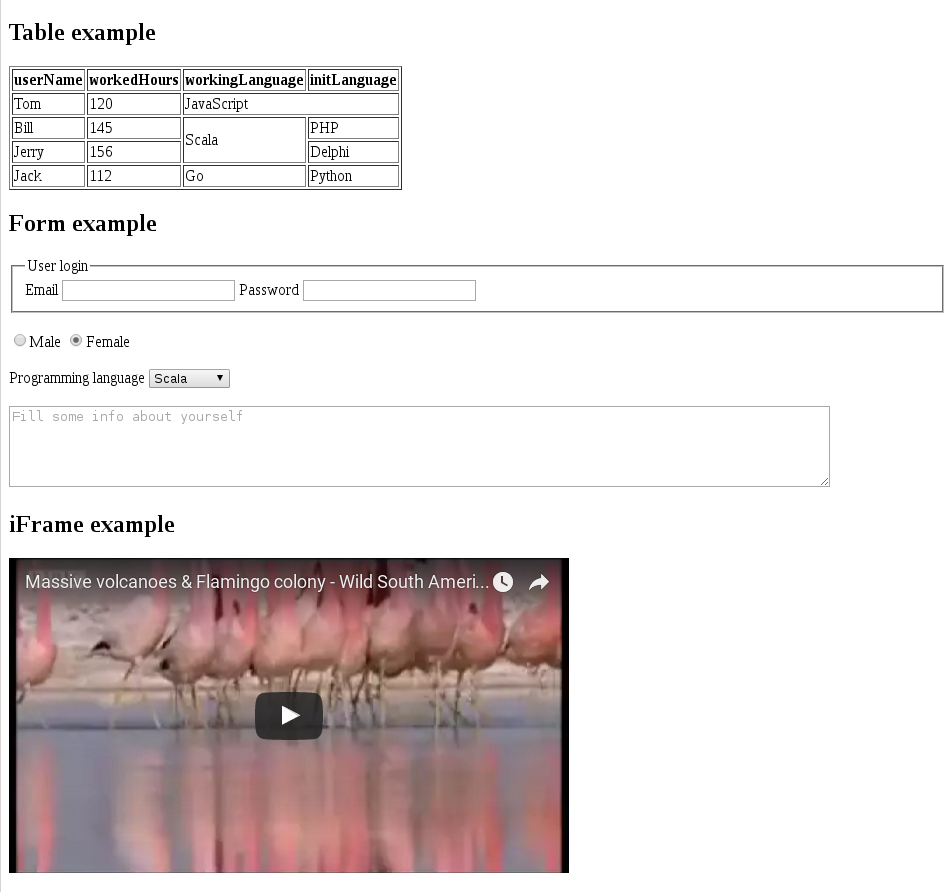 Table example
userName workedHours workingLanguage initLanguage
Tom 120 JavaScript
Bill 145 Scala PHP
Jerry 156 Delphi
Jack 112 Go Python
Form example
User login
Email Password
Male Female
Programming language Scala
Fill some info about yourself
iFrame example
Massive volcanoes & Flamingo colony - Wild South Ameri...